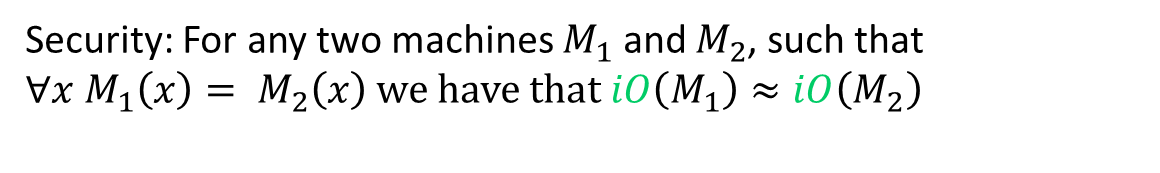 Security: For any two machines M₁ and M₂, such that
∀x M₁(x) = M₂(x) we have that iO(M₁) ≈ iO(M₂)